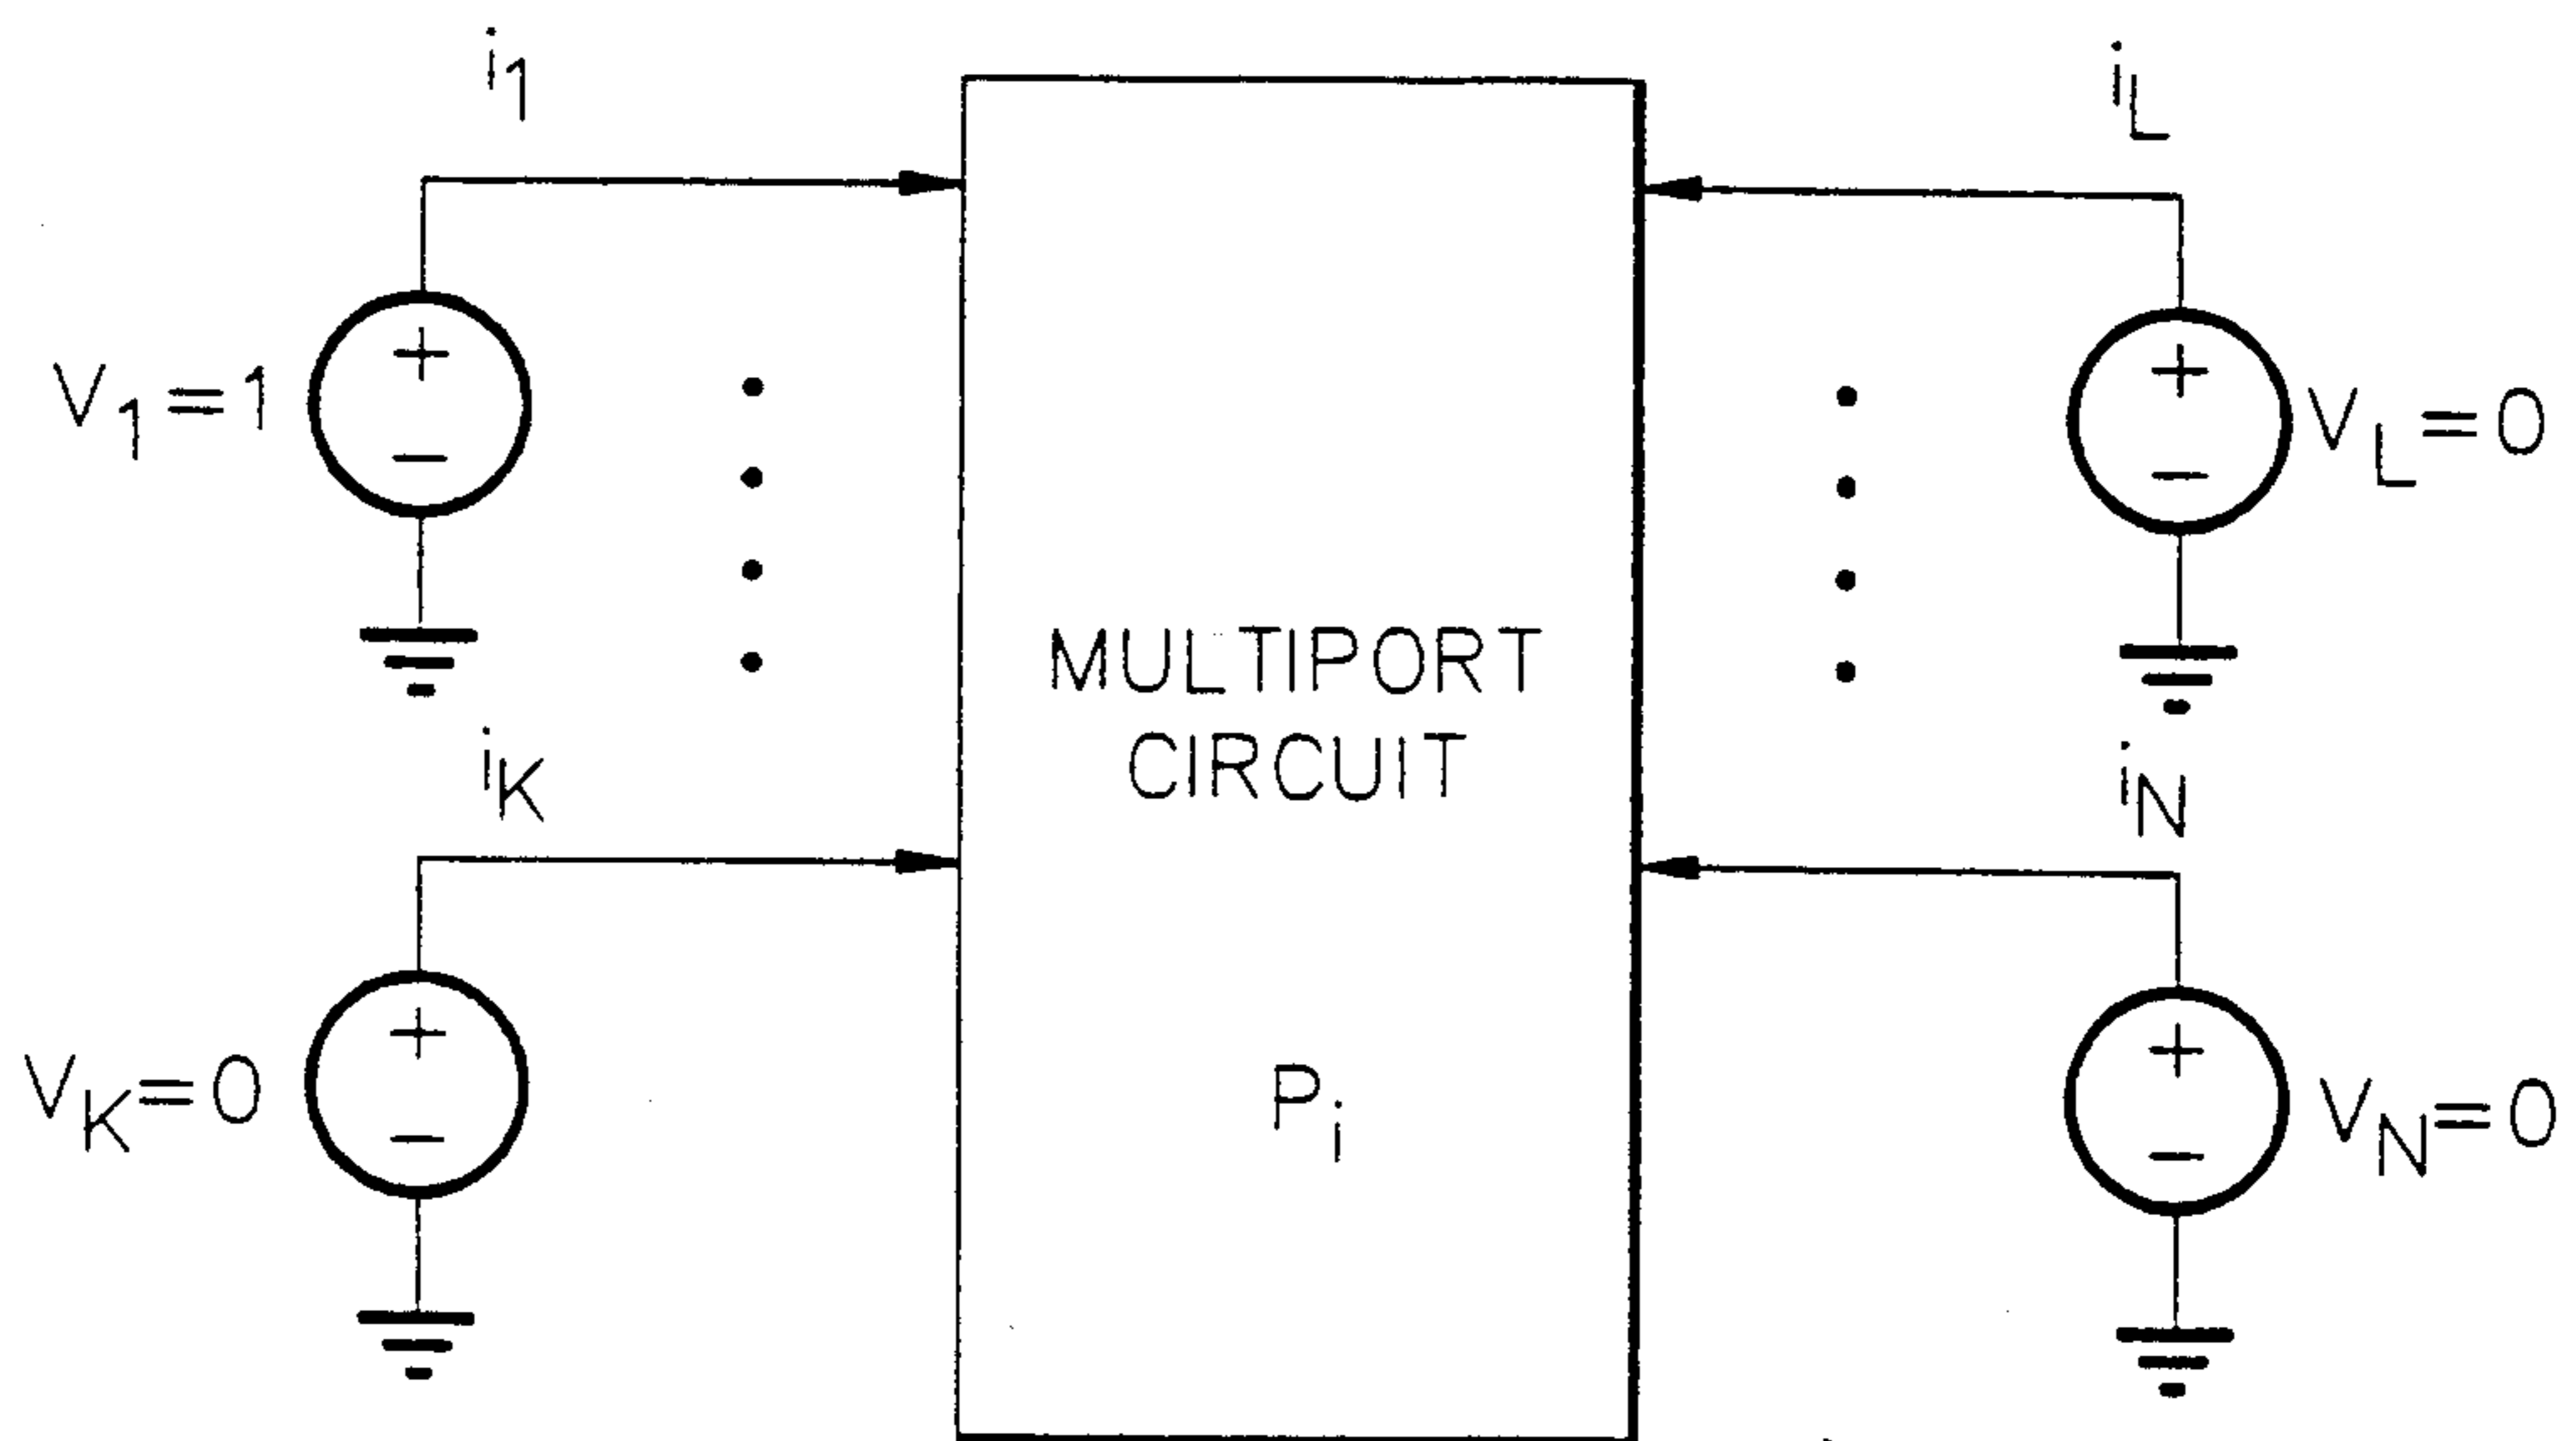 i1
iL
V1=1
+
−
+
−
VL=0
MULTIPORT
CIRCUIT
iK
iN
Pi
VK=0
+
−
+
−
VN=0